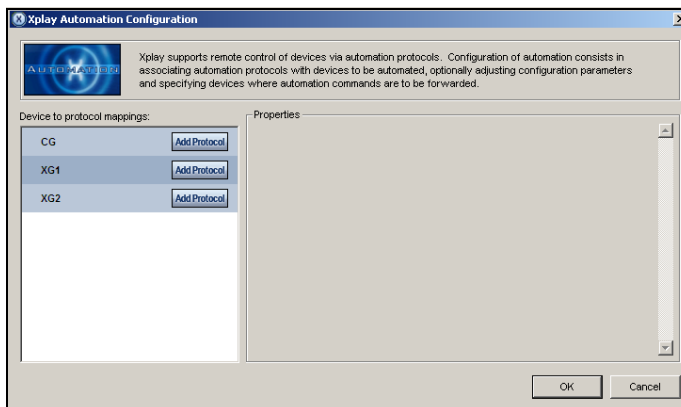 Xplay Automation Configuration
AUTOMATION
Xplay supports remote control of devices via automation protocols. Configuration of automation consists in
associating automation protocols with devices to be automated, optionally adjusting configuration parameters
and specifying devices where automation commands are to be forwarded.
Device to protocol mappings:
Properties
CG
Add Protocol
XG1
Add Protocol
XG2
Add Protocol
OK
Cancel